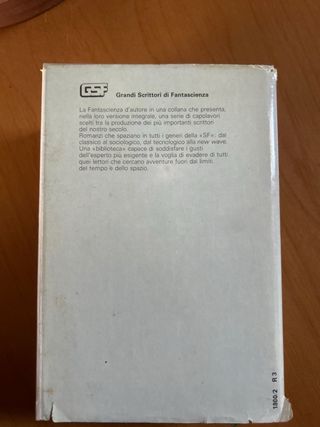 GSF
Grandi Scrittori di Fantascienza
La Fantascienza d'autore in una collana che presenta,
nella loro versione integrale, una serie di capolavori
scelti tra la produzione dei più importanti scrittori
del nostro secolo.
Romanzi che spaziano in tutti i generi della «SF»: dal
classico al sociologico, dal tecnologico alla new wave.
Una «biblioteca» capace di soddisfare i gusti
dell'esperto più esigente e la voglia di evadere di tutti
quei lettori che cercano avventure fuori dai limiti
del tempo e dello spazio.
1800.2 R 3